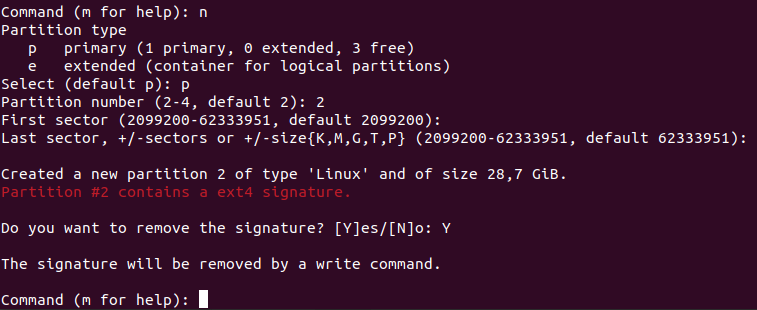 Command (m for help): n
Partition type
   p   primary (1 primary, 0 extended, 3 free)
   e   extended (container for logical partitions)
Select (default p): p
Partition number (2-4, default 2): 2
First sector (2099200-62333951, default 2099200):
Last sector, +/-sectors or +/-size{K,M,G,T,P} (2099200-62333951, default 62333951):

Created a new partition 2 of type 'Linux' and of size 28,7 GiB.
Partition #2 contains a ext4 signature.

Do you want to remove the signature? [Y]es/[N]o: Y

The signature will be removed by a write command.

Command (m for help):